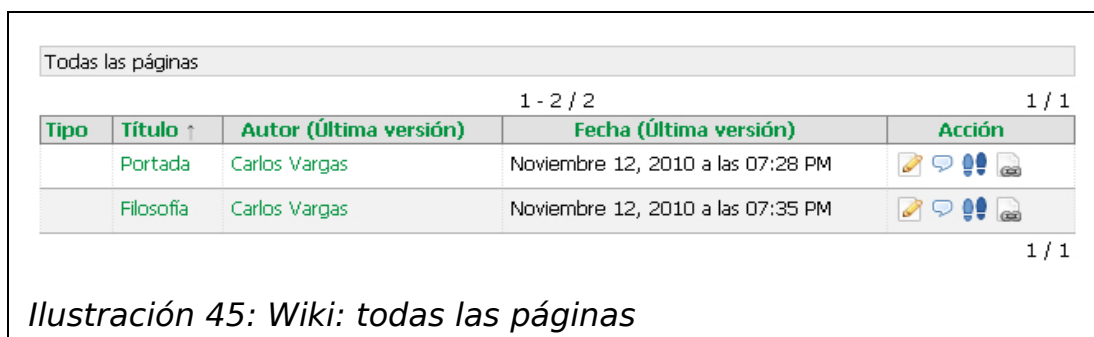 Todas las páginas
1 - 2 / 2 1 / 1
Tipo Título ↑ Autor (Última versión) Fecha (Última versión) Acción
Portada Carlos Vargas Noviembre 12, 2010 a las 07:28 PM
Filosofía Carlos Vargas Noviembre 12, 2010 a las 07:35 PM
1 / 1
Ilustración 45: Wiki: todas las páginas